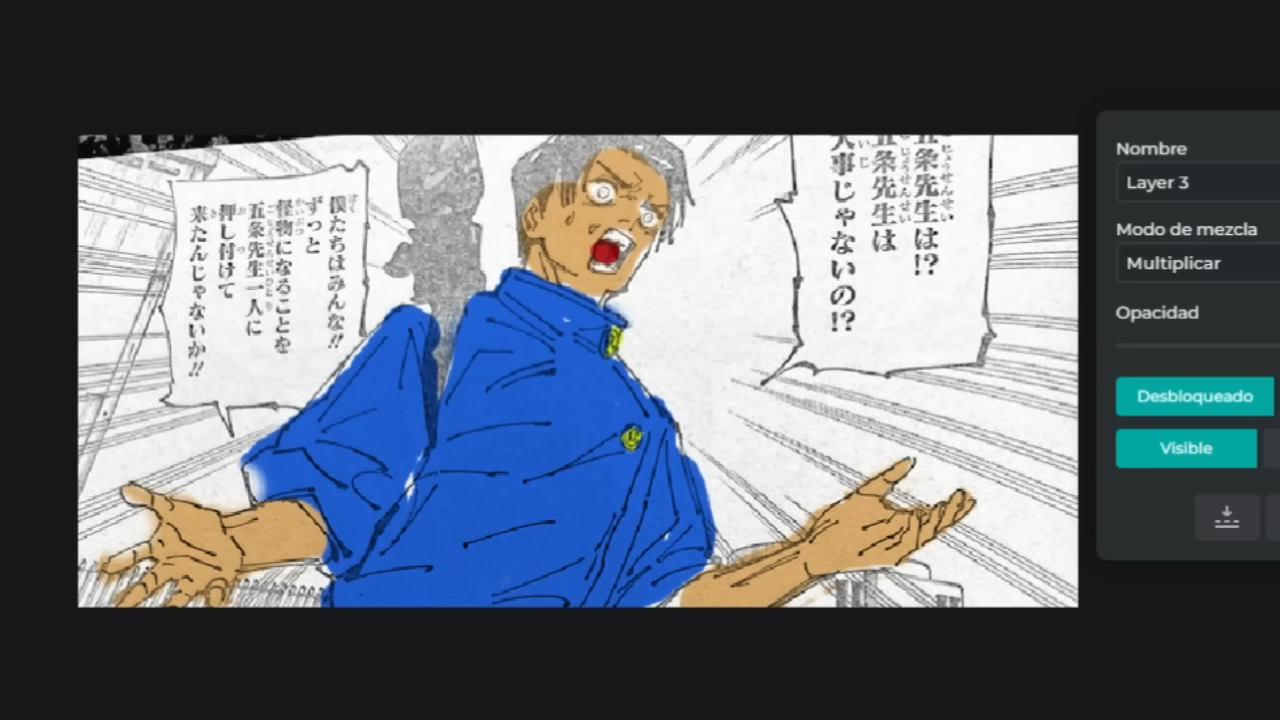 五条先生は!?
五条先生は
大事じゃないの!?
僕たちはみんな!!
ずっと
怪物になることを
五条先生一人に
押し付けて
来たんじゃないか!!
Nombre
Layer 3
Modo de mezcla
Multiplicar
Opacidad
Desbloqueado
Visible